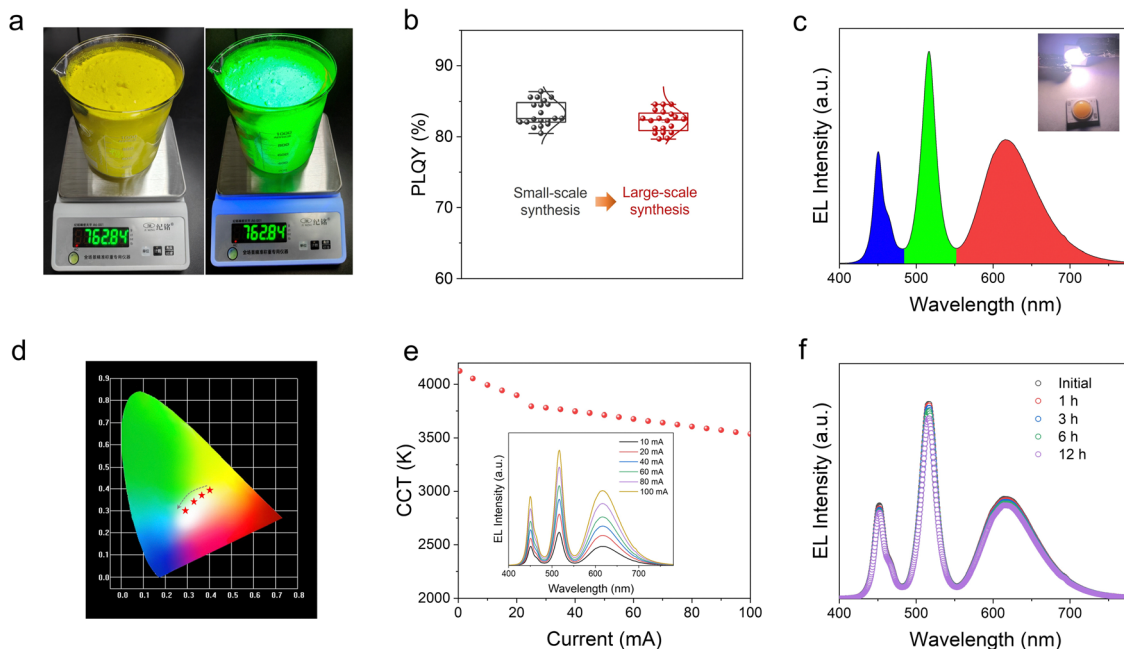 a
762.84
762.84
b
PLQY (%)
90
80
70
60
Small-scale
synthesis
Large-scale
synthesis
c
EL Intensity (a.u.)
400
500
600
700
Wavelength (nm)
d
0.9
0.8
0.7
0.6
0.5
0.4
0.3
0.2
0.1
0.0
0.0
0.1
0.2
0.3
0.4
0.5
0.6
0.7
0.8
e
CCT (K)
4000
3500
3000
2500
2000
0
20
40
60
80
100
Current (mA)
EL Intensity (a.u.)
10 mA
20 mA
40 mA
60 mA
80 mA
100 mA
400
500
600
700
Wavelength (nm)
f
EL Intensity (a.u.)
Initial
1 h
3 h
6 h
12 h
400
500
600
700
Wavelength (nm)